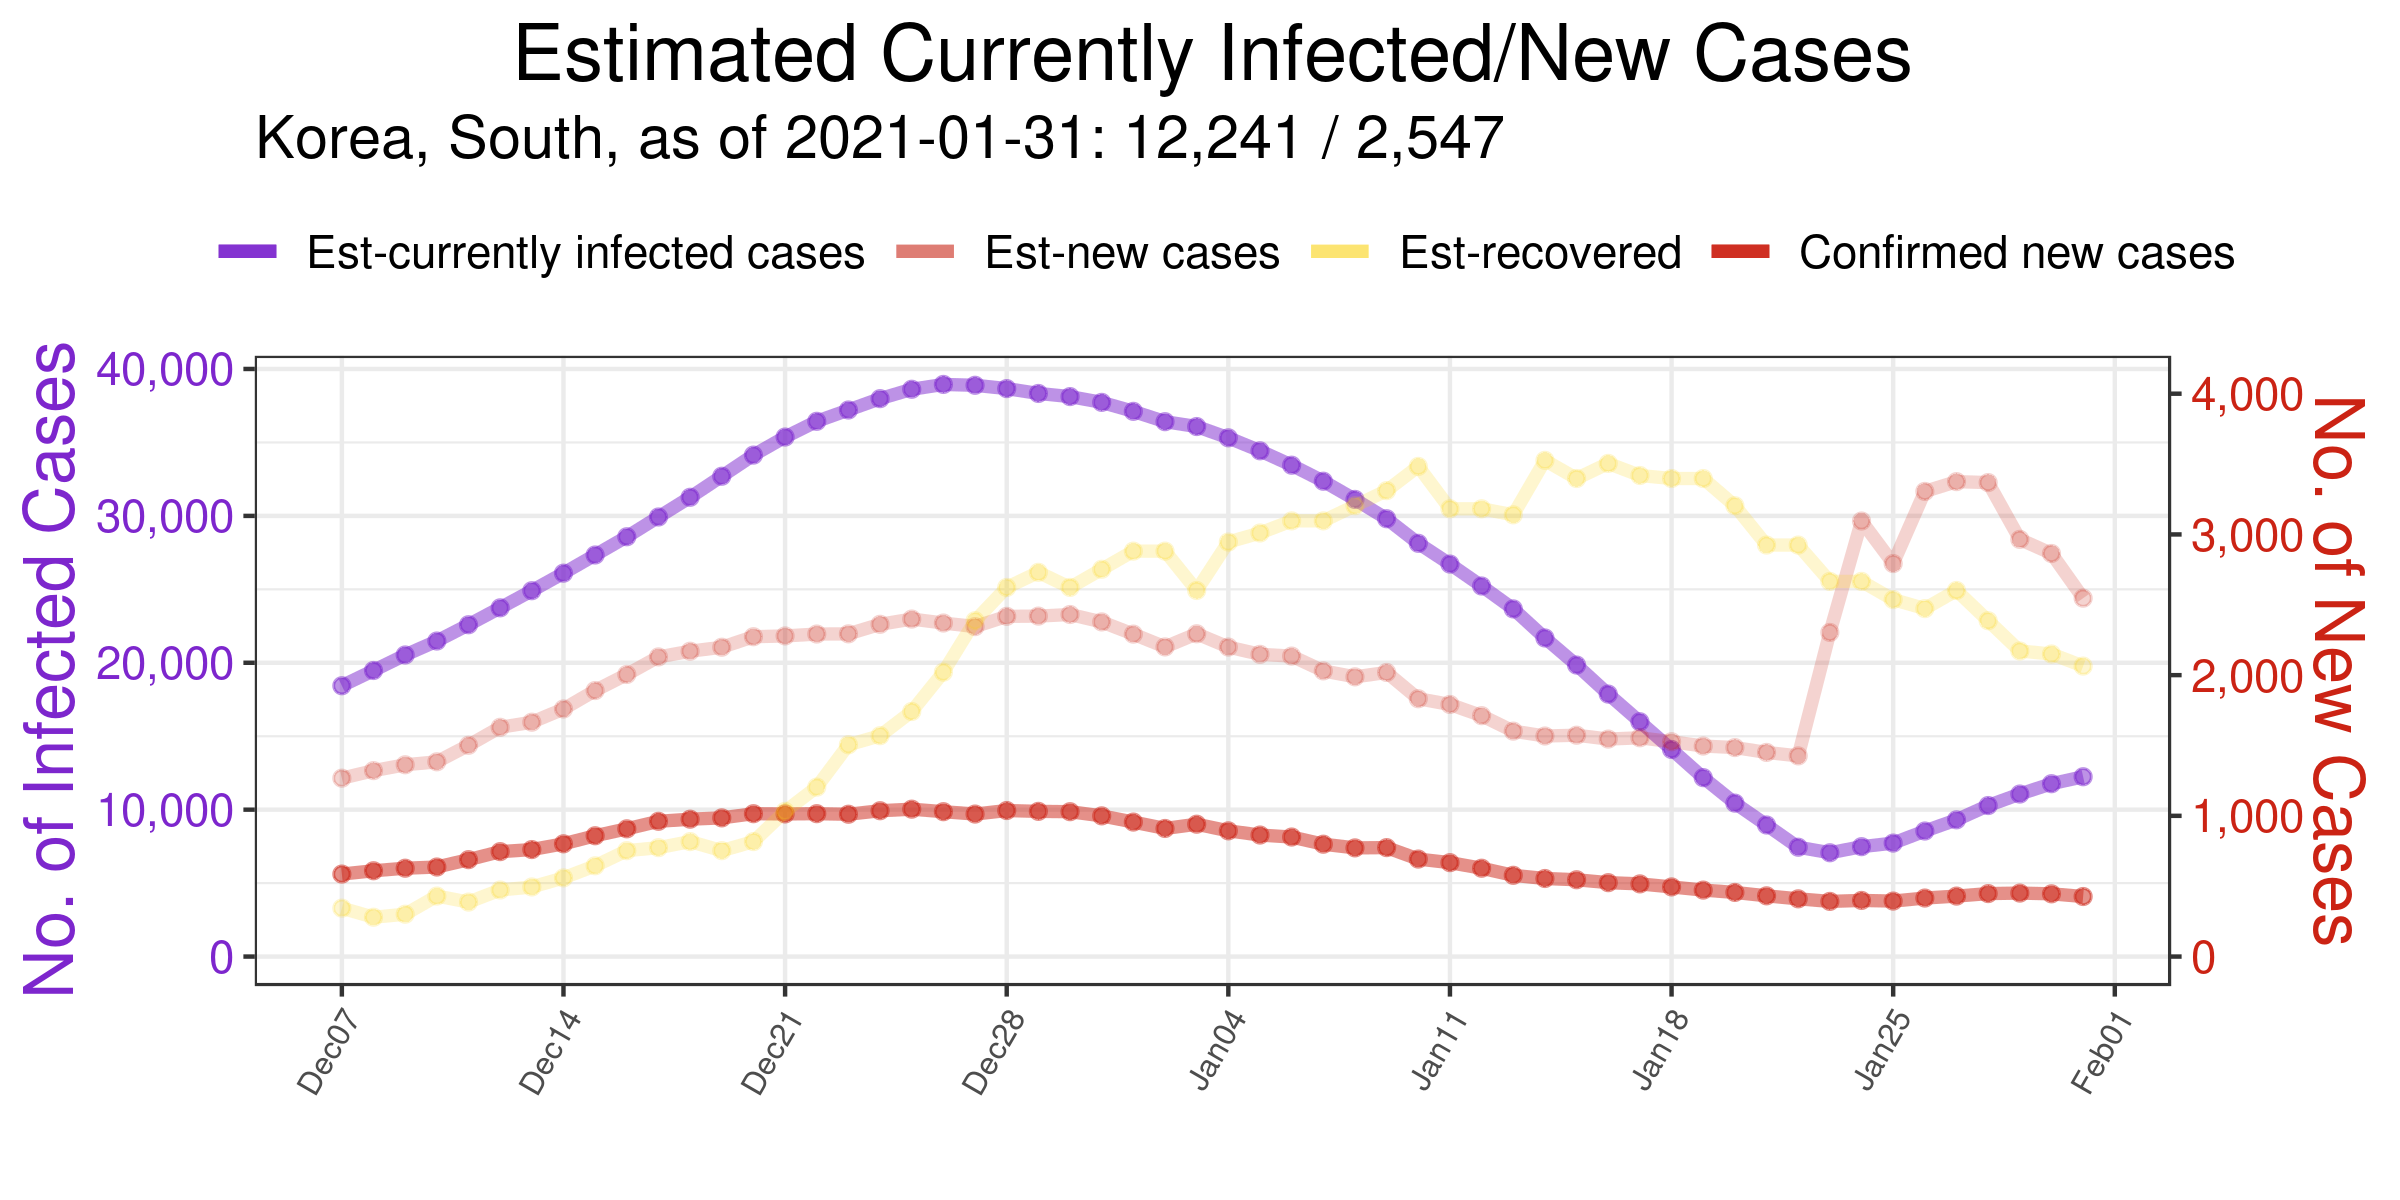 Estimated Currently Infected/New Cases
Korea, South, as of 2021-01-31: 12,241 / 2,547
Est-currently infected cases Est-new cases Est-recovered Confirmed new cases
No. of Infected Cases
40,000
30,000
20,000
10,000
0
4,000
3,000
2,000
1,000
0
No. of New Cases
Dec07 Dec14 Dec21 Dec28 Jan04 Jan11 Jan18 Jan25 Feb01